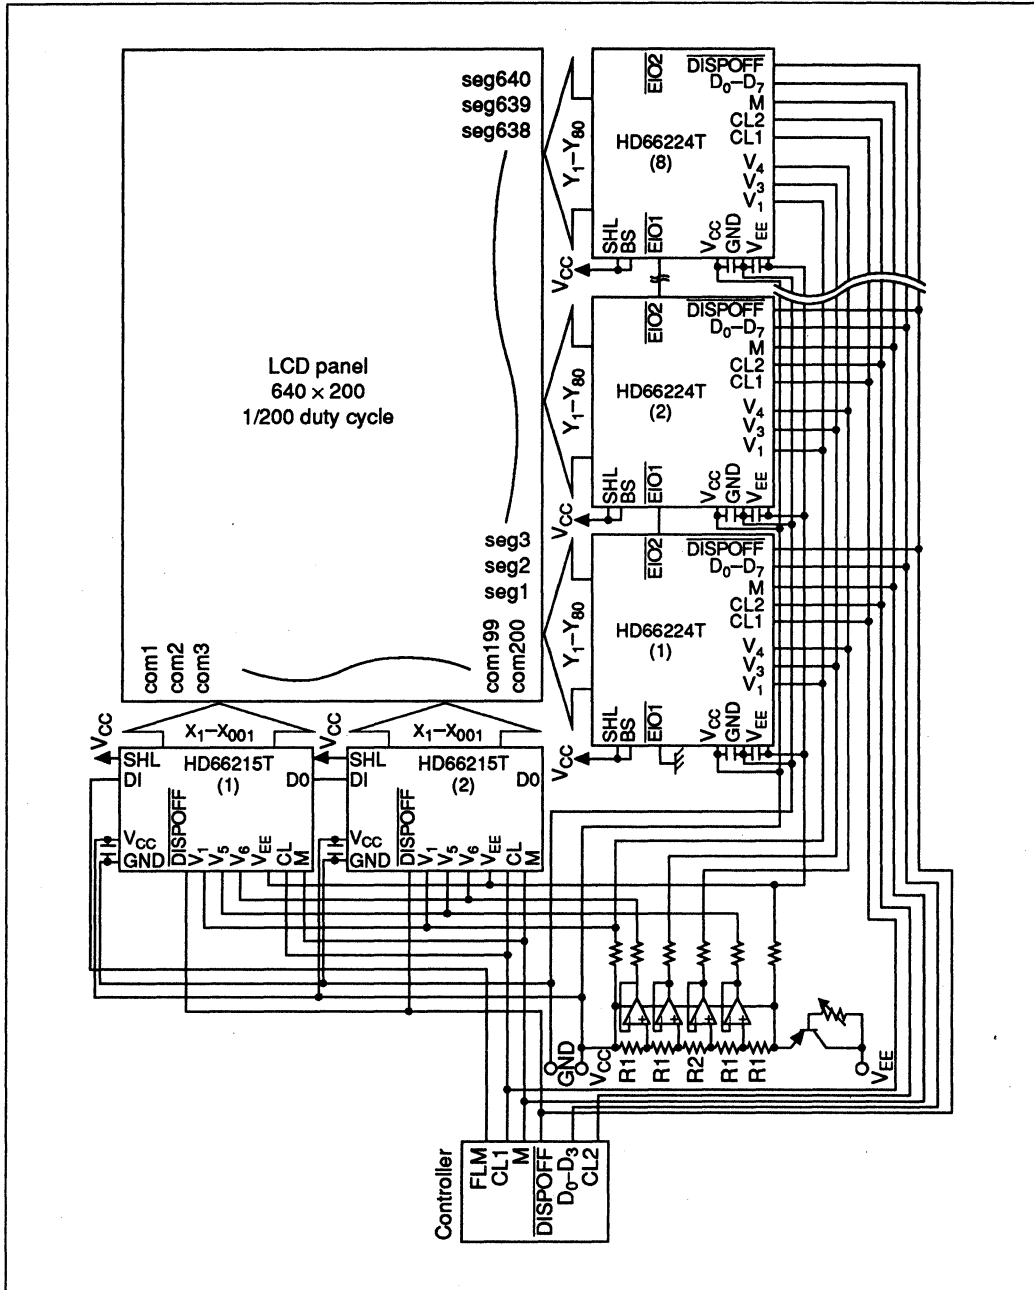 seg640
seg639
seg638
LCD panel
640 × 200
1/200 duty cycle
seg3
seg2
seg1
com1
com2
com3
com199
com200
Y1–Y80
EIO2
DISPOFF
D0–D7
M
CL2
CL1
HD66224T
(8)
V4
V3
V1
SHL
BS
EIO1
VCC
GND
VEE
VCC
Y1–Y80
EIO2
DISPOFF
D0–D7
M
CL2
CL1
HD66224T
(2)
V4
V3
V1
SHL
BS
EIO1
VCC
GND
VEE
VCC
Y1–Y80
EIO2
DISPOFF
D0–D7
M
CL2
CL1
HD66224T
(1)
V4
V3
V1
SHL
BS
EIO1
VCC
GND
VEE
VCC
VCC
X1–X001
SHL
DI
HD66215T
(1)
D0
VCC
GND
DISPOFF
V1
V5
V6
VEE
CL
M
VCC
X1–X001
SHL
DI
HD66215T
(2)
D0
VCC
GND
DISPOFF
V1
V5
V6
VEE
CL
M
GND
VCC
R1
R1
R2
R1
R1
VEE
Controller
FLM
CL1
M
DISPOFF
D0–D3
CL2